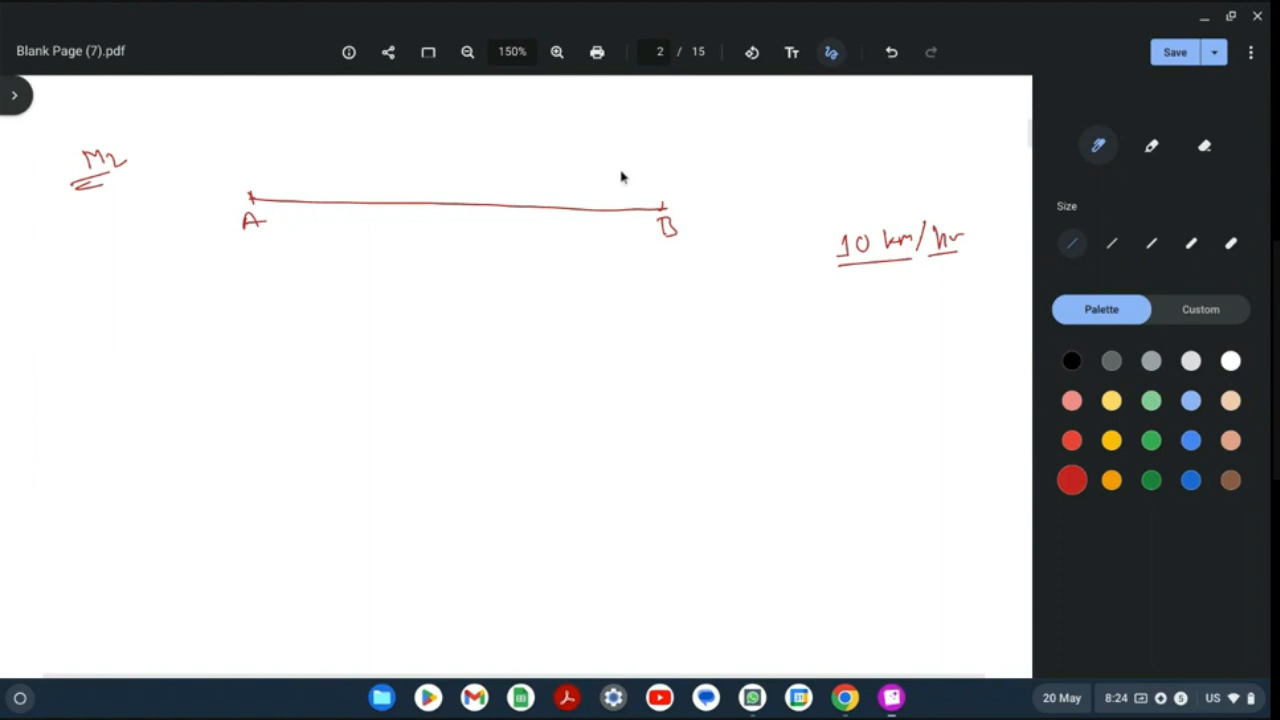 Blank Page (7).pdf
150%
2 / 15
Tт
Save
M2
A
B
10 km/hr
Size
Palette
Custom
20 May
8:24
US